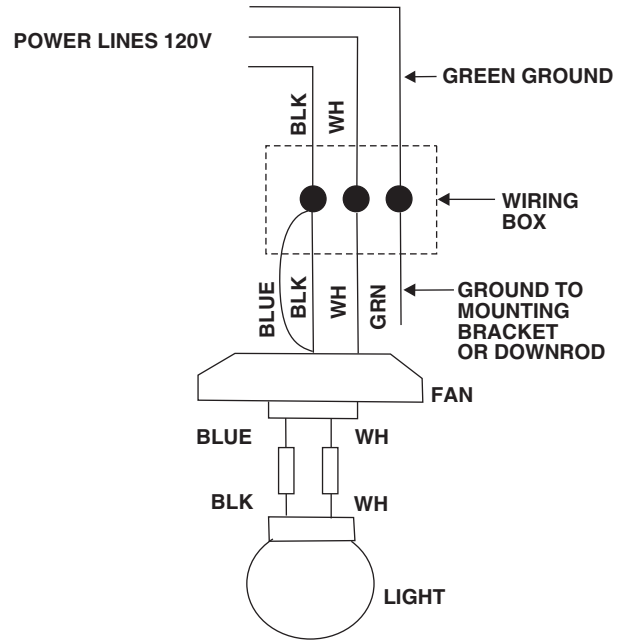 POWER LINES 120V
GREEN GROUND
BLK
WH
WIRING
BOX
BLUE
BLK
WH
GRN
GROUND TO
MOUNTING
BRACKET
OR DOWNROD
FAN
BLUE
WH
BLK
WH
LIGHT